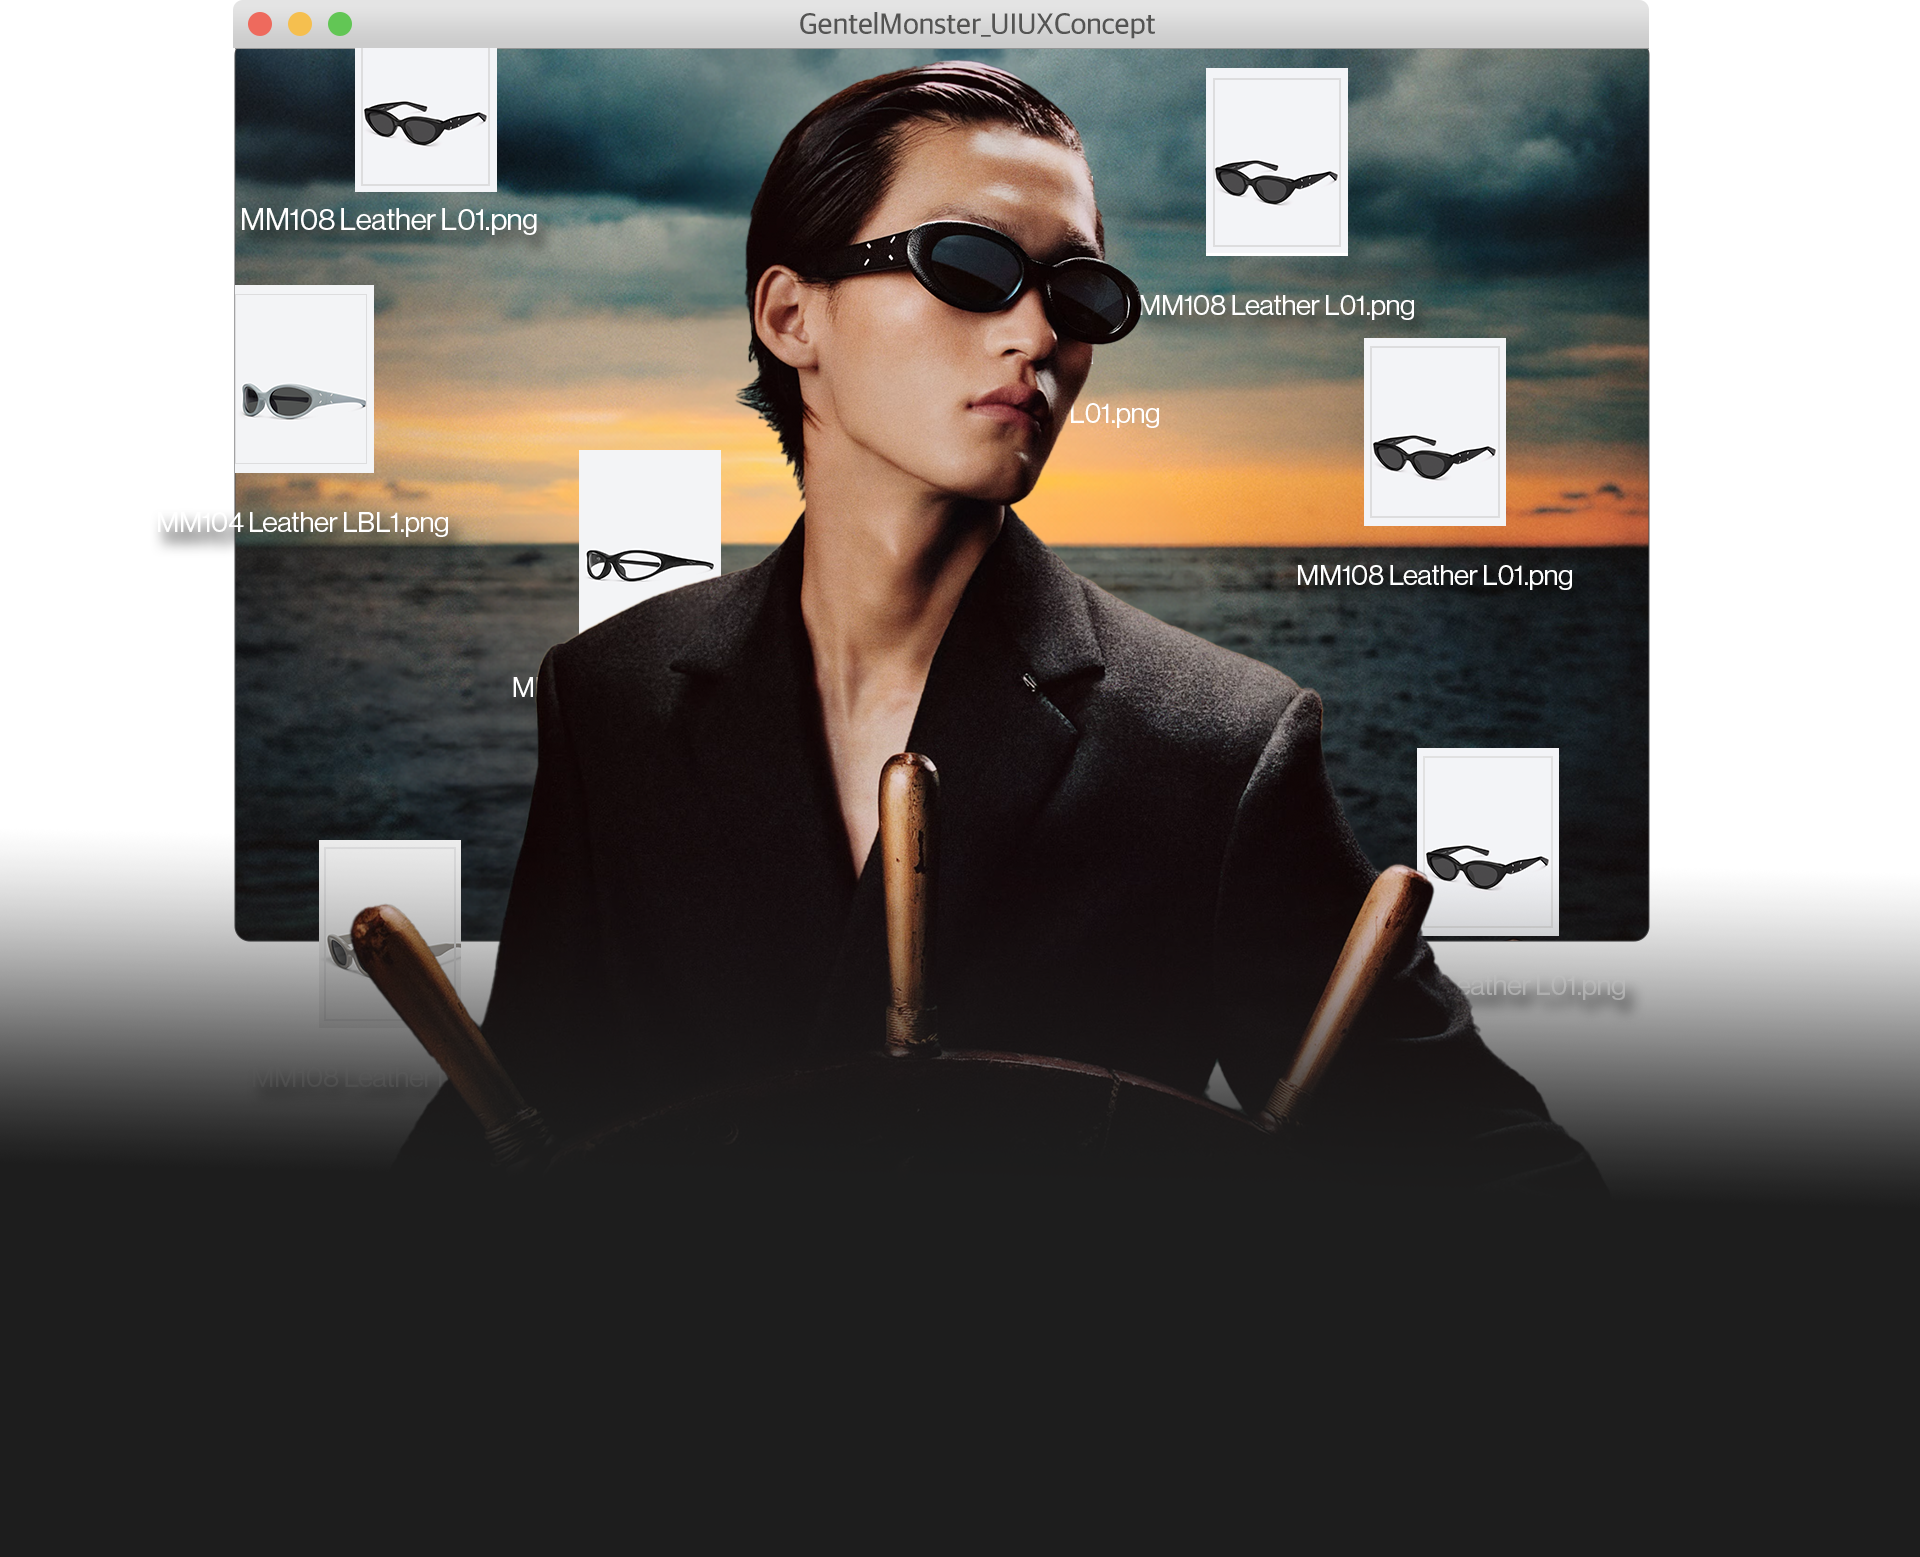 GentelMonster_UIUXConcept
MM108 Leather L01.png
MM108 Leather L01.png
L01.png
MM104 Leather LBL1.png
MM108 Leather L01.png
M
eather L01.png
MM108 Leather